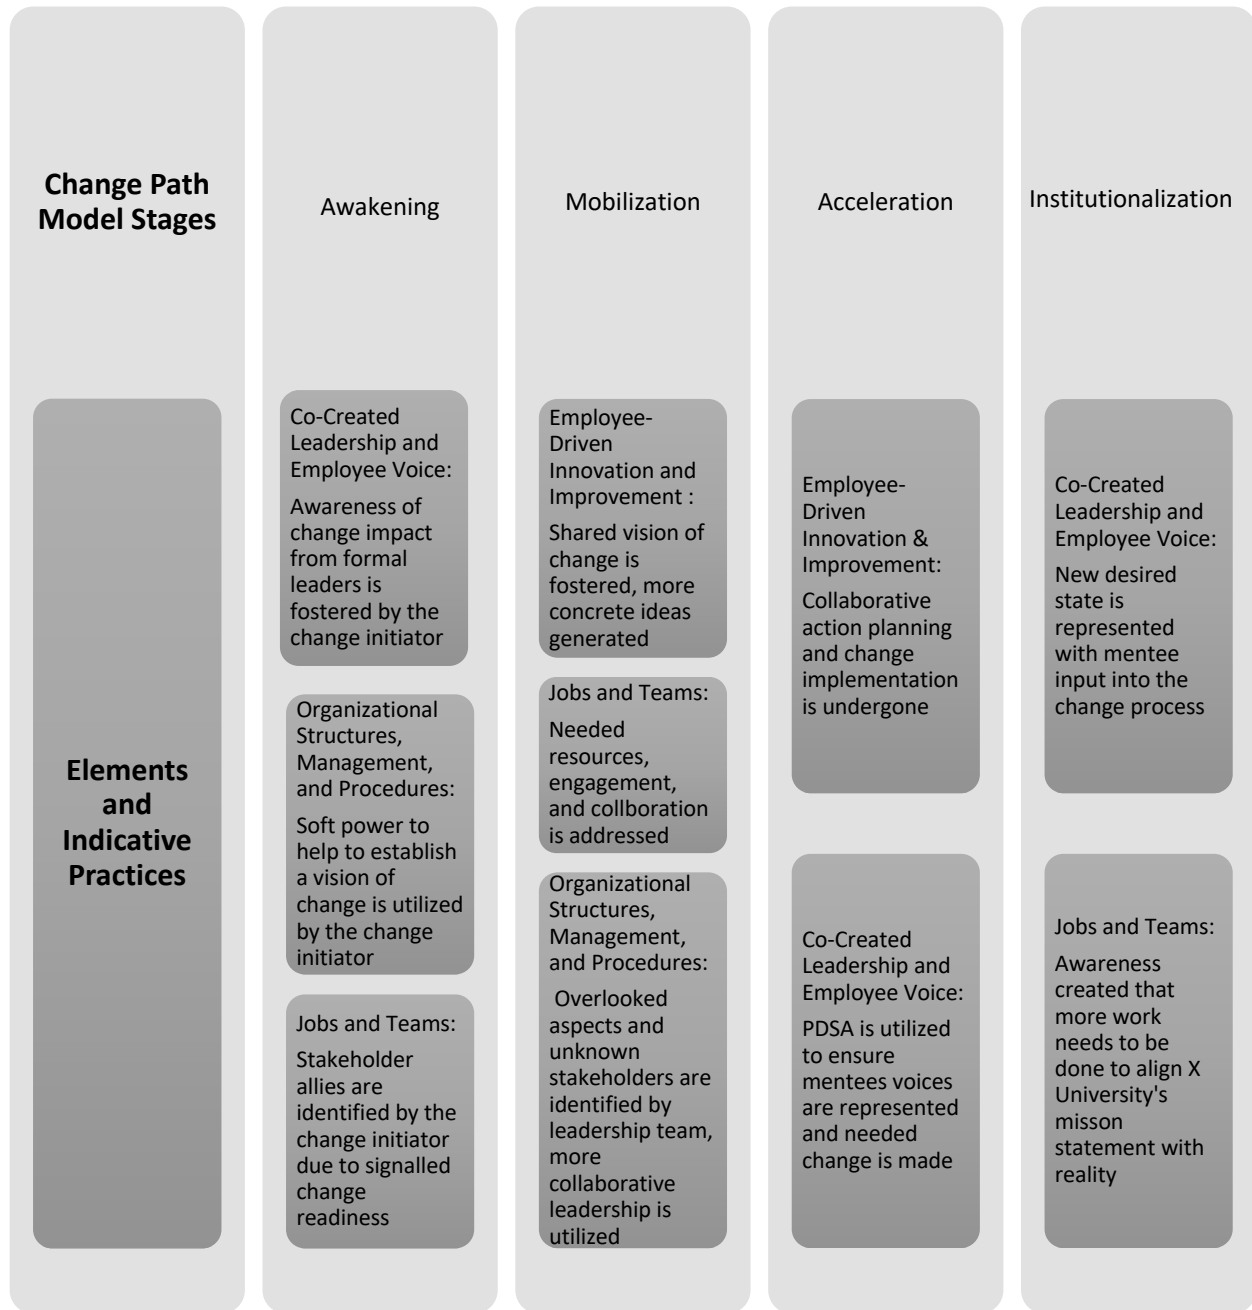 Change Path
Model Stages
Awakening
Mobilization
Acceleration
Institutionalization
Elements
and
Indicative
Practices
Co-Created
Leadership and
Employee Voice:
Awareness of
change impact
from formal
leaders is
fostered by the
change initiator
Organizational
Structures,
Management,
and Procedures:
Soft power to
help to establish
a vision of
change is utilized
by the change
initiator
Jobs and Teams:
Stakeholder
allies are
identified by the
change initiator
due to signalled
change
readiness
Employee-
Driven
Innovation and
Improvement :
Shared vision of
change is
fostered, more
concrete ideas
generated
Jobs and Teams:
Needed
resources,
engagement,
and collboration
is addressed
Organizational
Structures,
Management,
and Procedures:
Overlooked
aspects and
unknown
stakeholders are
identified by
leadership team,
more
collaborative
leadership is
utilized
Employee-
Driven
Innovation &
Improvement:
Collaborative
action planning
and change
implementation
is undergone
Co-Created
Leadership and
Employee Voice:
PDSA is utilized
to ensure
mentees voices
are represented
and needed
change is made
Co-Created
Leadership and
Employee Voice:
New desired
state is
represented
with mentee
input into the
change process
Jobs and Teams:
Awareness
created that
more work
needs to be
done to align X
University's
misson
statement with
reality